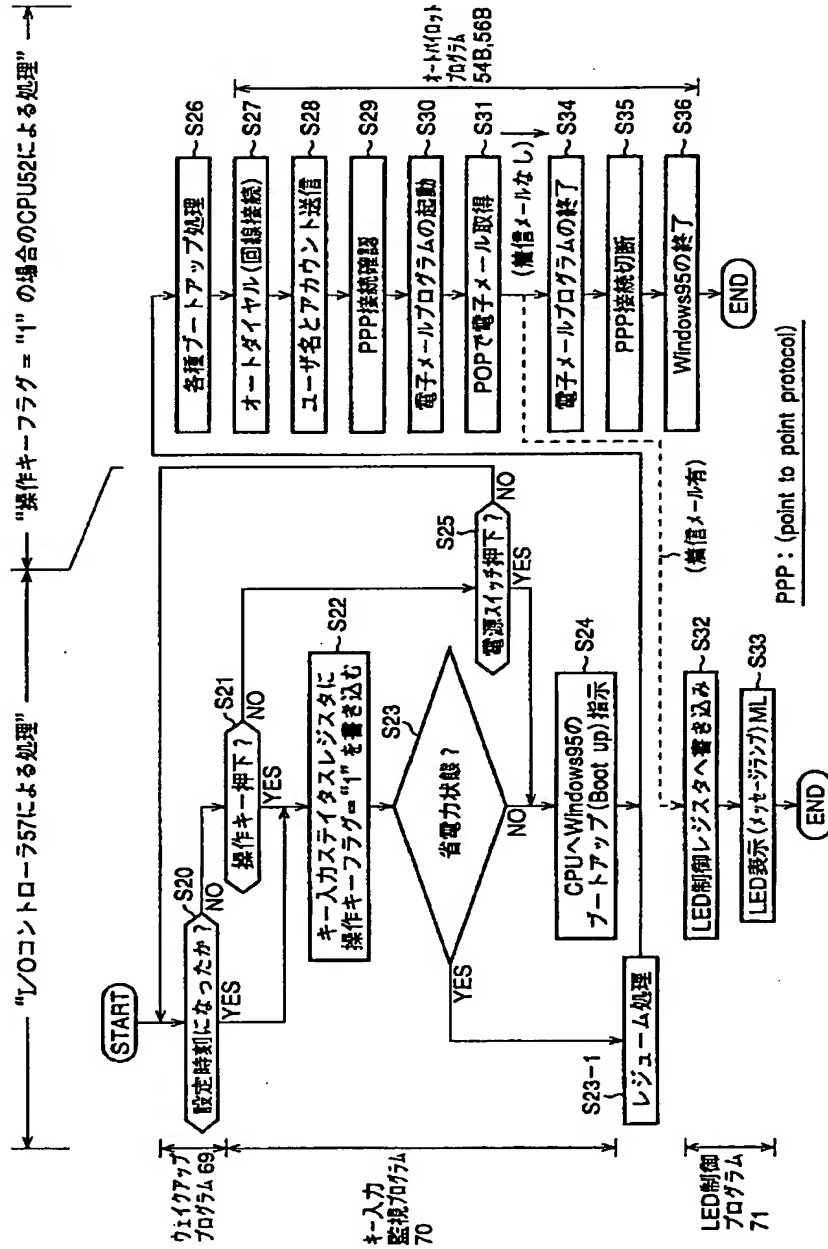 "I/Oコントローラ57による処理"
"操作キーフラグ="1"の場合のCPU52による処理"
ウェイクアップ
プログラム 69
キー入力
監視プログラム
70
LED制御
プログラム
71
START
設定時刻になったか?
S20
NO
YES
操作キー押下?
S21
NO
YES
キー入力ステイタスレジスタに
操作キーフラグ="1"を書き込む
S22
省電力状態?
S23
YES
NO
電源スイッチ押下?
S25
NO
YES
CPUへWindows95の
ブートアップ(Boot up)指示
S24
S23-1
レジューム処理
LED制御レジスタへ書き込み
S32
LED表示(メッセージランプ)ML
S33
END
各種ブートアップ処理
S26
オートダイヤル(回線接続)
S27
ユーザ名とアカウント送信
S28
PPP接続確認
S29
電子メールプログラムの起動
S30
POPで電子メール取得
S31
(着信メールなし)
(着信メール有)
電子メールプログラムの終了
S34
PPP接続切断
S35
Windows95の終了
S36
END
オートパイロット
プログラム
54B,56B
PPP:(point to point protocol)